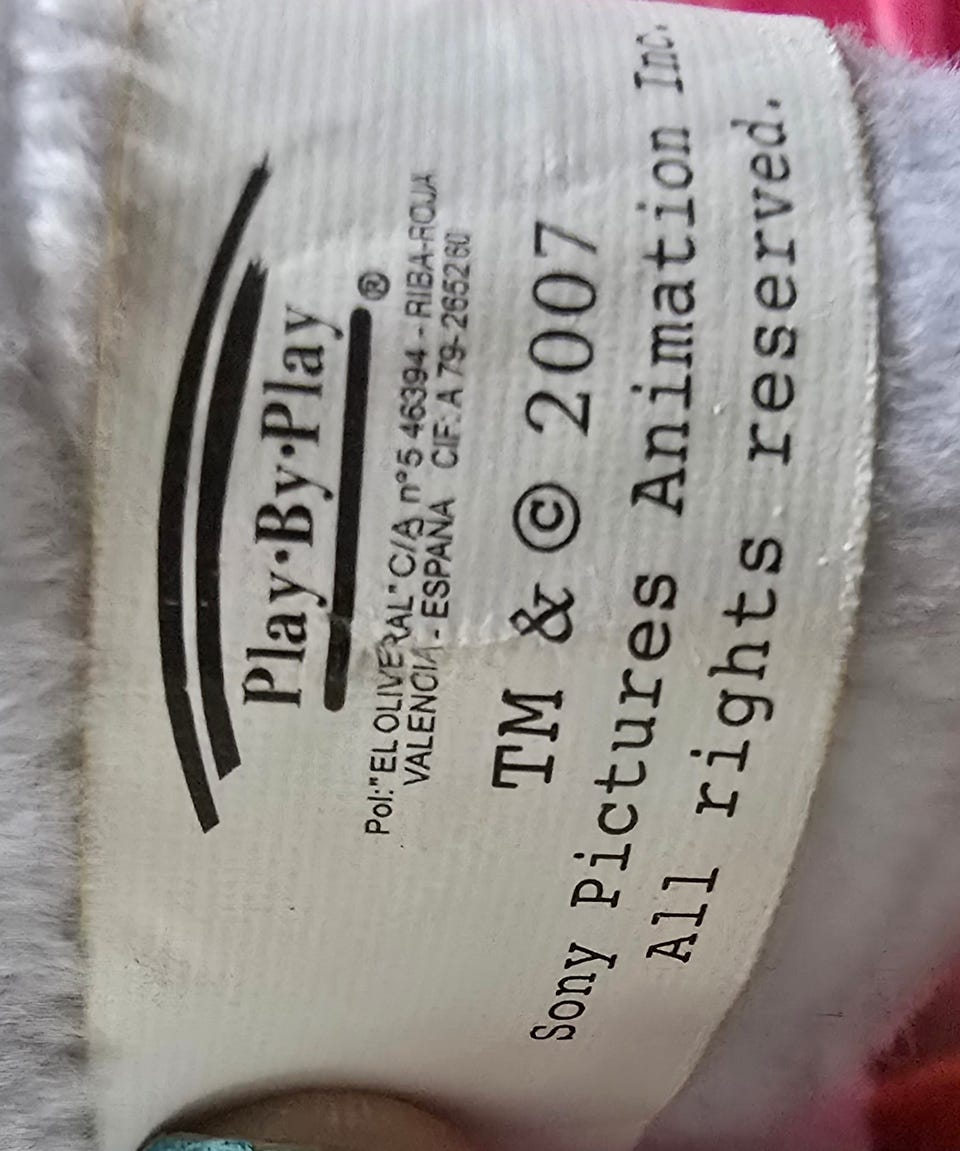 Play·By·Play®
Pol:"EL OLIVERAL" C/A nº5 46394 - RIBA-ROJA
VALENCIA - ESPAÑA CIF: A 79-265260
TM & © 2007
Sony Pictures Animation Inc.
All rights reserved.